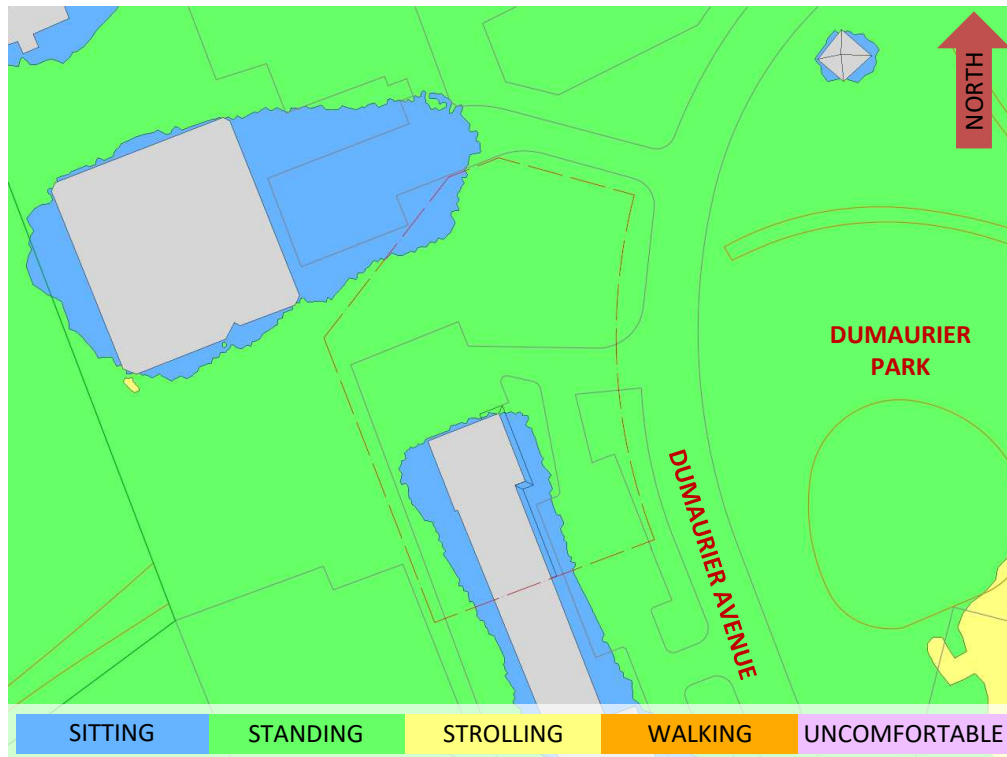 NORTH
DUMAURIER
PARK
DUMAURIER AVENUE
SITTING STANDING STROLLING WALKING UNCOMFORTABLE